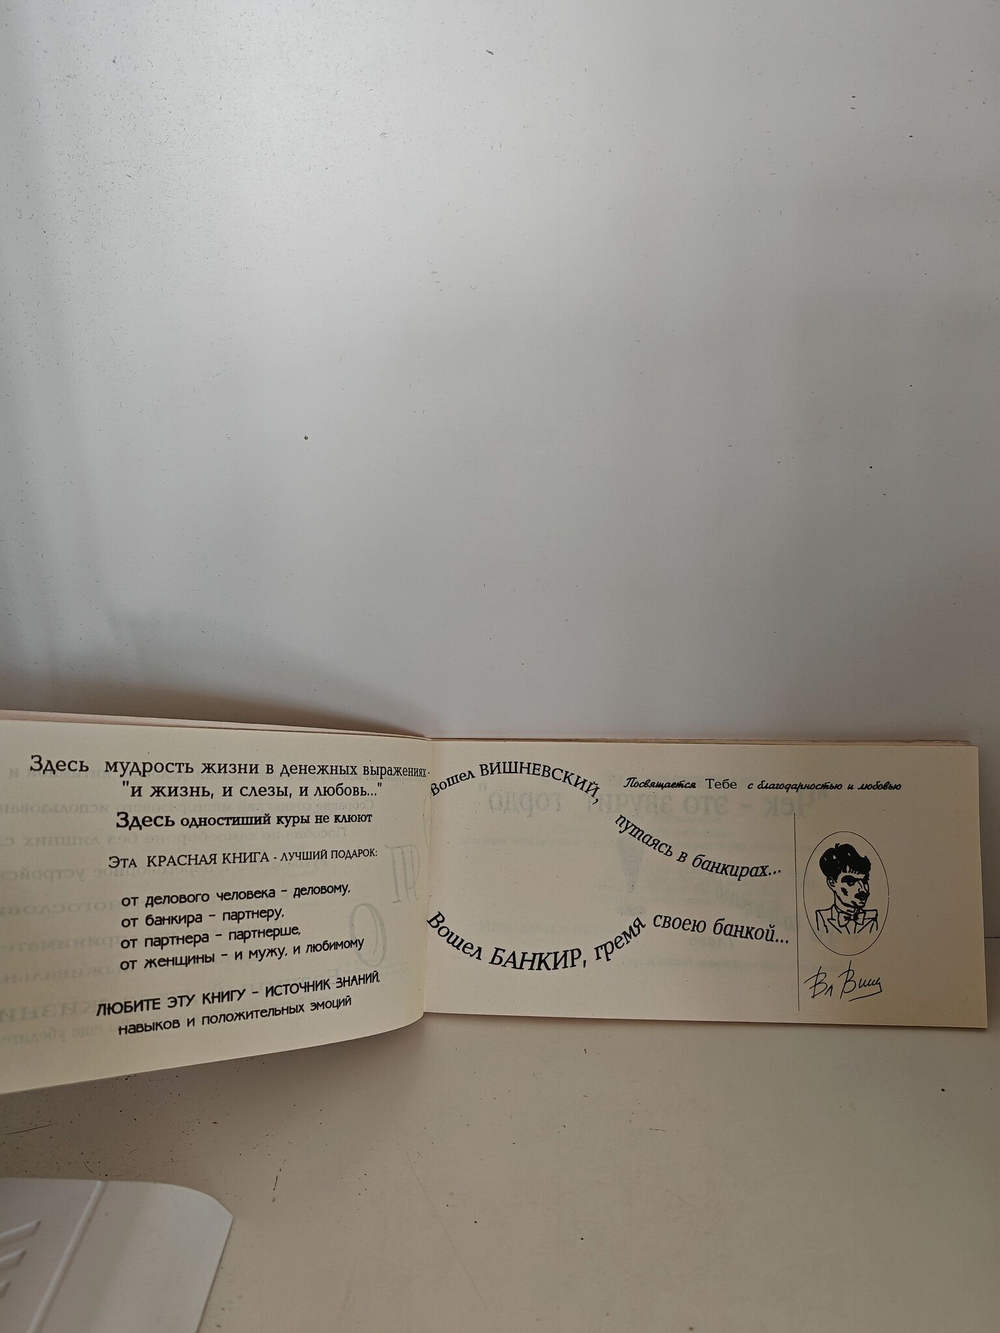 Здесь мудрость жизни в денежных выражениях-
"и жизнь, и слезы, и любовь..."
Здесь одностиший куры не клюют
Эта КРАСНАЯ КНИГА - ЛУЧШИЙ ПОДАРОК:
от делового человека - деловому,
от банкира - партнеру,
от партнера - партнерше,
от женщины - и мужу, и любимому
ЛЮБИТЕ ЭТУ КНИГУ - ИСТОЧНИК ЗНАНИЙ,
навыков и положительных эмоций
Вошел ВИШНЕВСКИЙ,
путаясь в банкирах...
Вошел БАНКИР, гремя
своею банкой...
Посвящается Тебе с благодарностью и любовью
Вл Виш